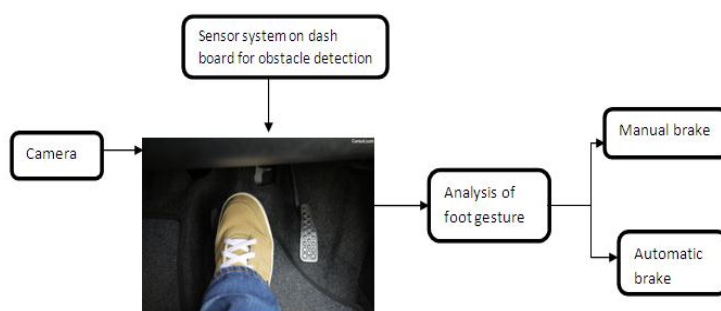 Sensor system on dash
board for obstacle detection
Camera
Analysis of
foot gesture
Manual brake
Automatic
brake